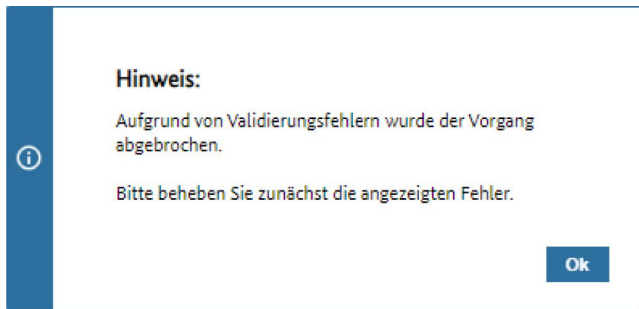 Hinweis:
Aufgrund von Validierungsfehlern wurde der Vorgang
abgebrochen.
Bitte beheben Sie zunächst die angezeigten Fehler.
Ok